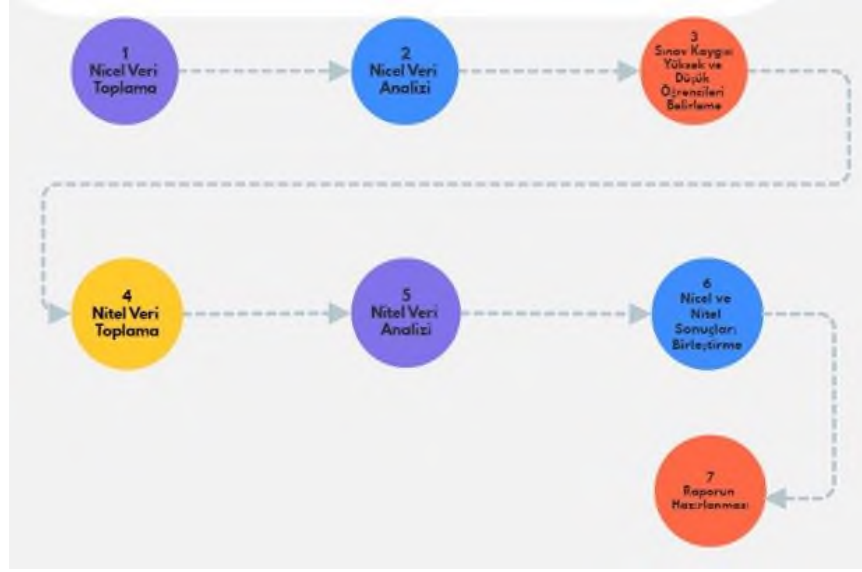 1
Nicel Veri
Toplama
2
Nicel Veri
Analizi
3
Sınav Kaygısı
Yüksek ve
Düşük
Öğrencileri
Belirleme
4
Nitel Veri
Toplama
5
Nitel Veri
Analizi
6
Nicel ve
Nitel
Sonuçları
Birleştirme
7
Raporun
Hazırlanması